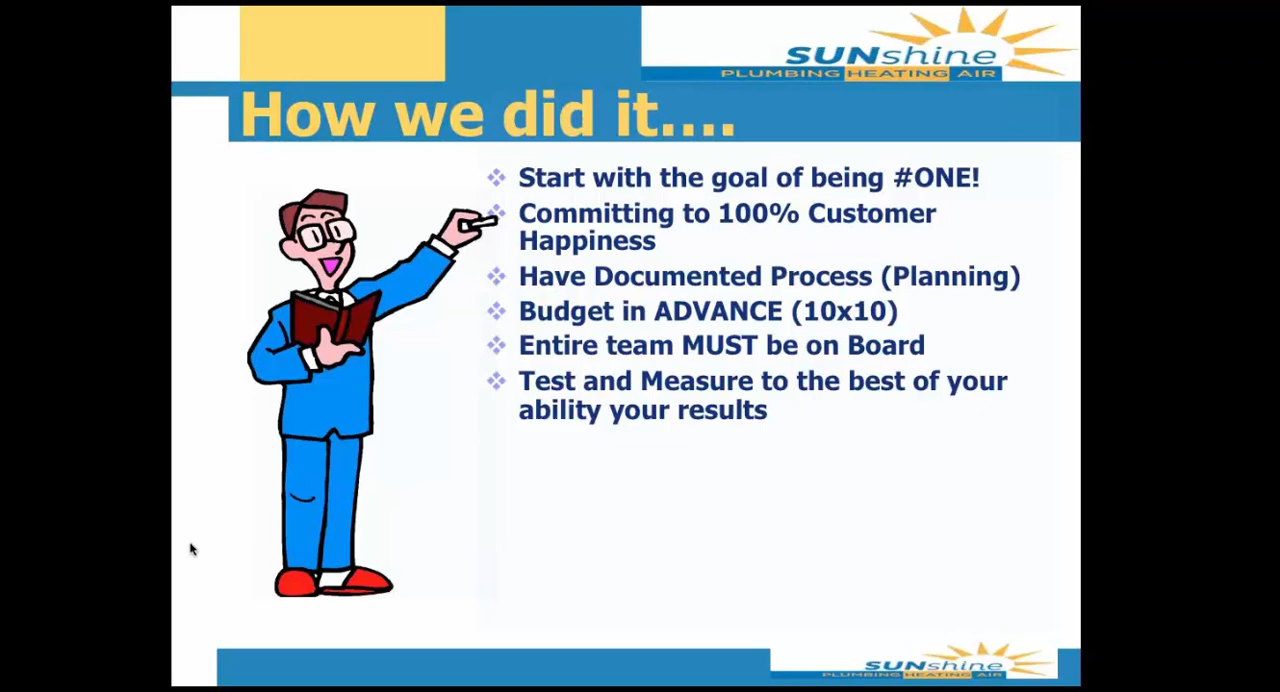 SUNshine
PLUMBING HEATING AIR
How we did it....
Start with the goal of being #ONE!
Committing to 100% Customer
Happiness
Have Documented Process (Planning)
Budget in ADVANCE (10x10)
Entire team MUST be on Board
Test and Measure to the best of your
ability your results
SUNshine
PLUMBING HEATING AIR